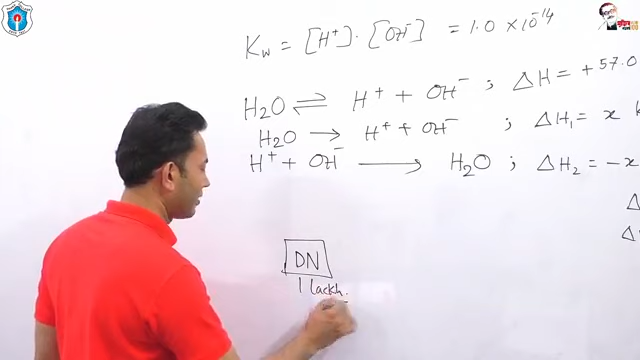 Kw = [H⁺]·[OH⁻] = 1.0 × 10⁻¹⁴
H2O ⇌ H⁺ + OH⁻ ; ΔH = +57.0
H2O → H⁺ + OH⁻ ; ΔH₁ = x k
H⁺ + OH⁻ → H₂O ; ΔH₂ = -x
Δ
Δ
DN
1 lackh.